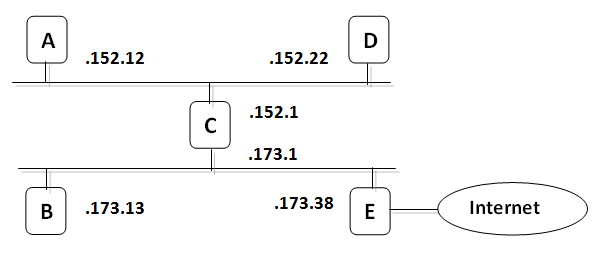 A
D
.152.12
.152.22
C
.152.1
.173.1
B
.173.13
.173.38
E
Internet